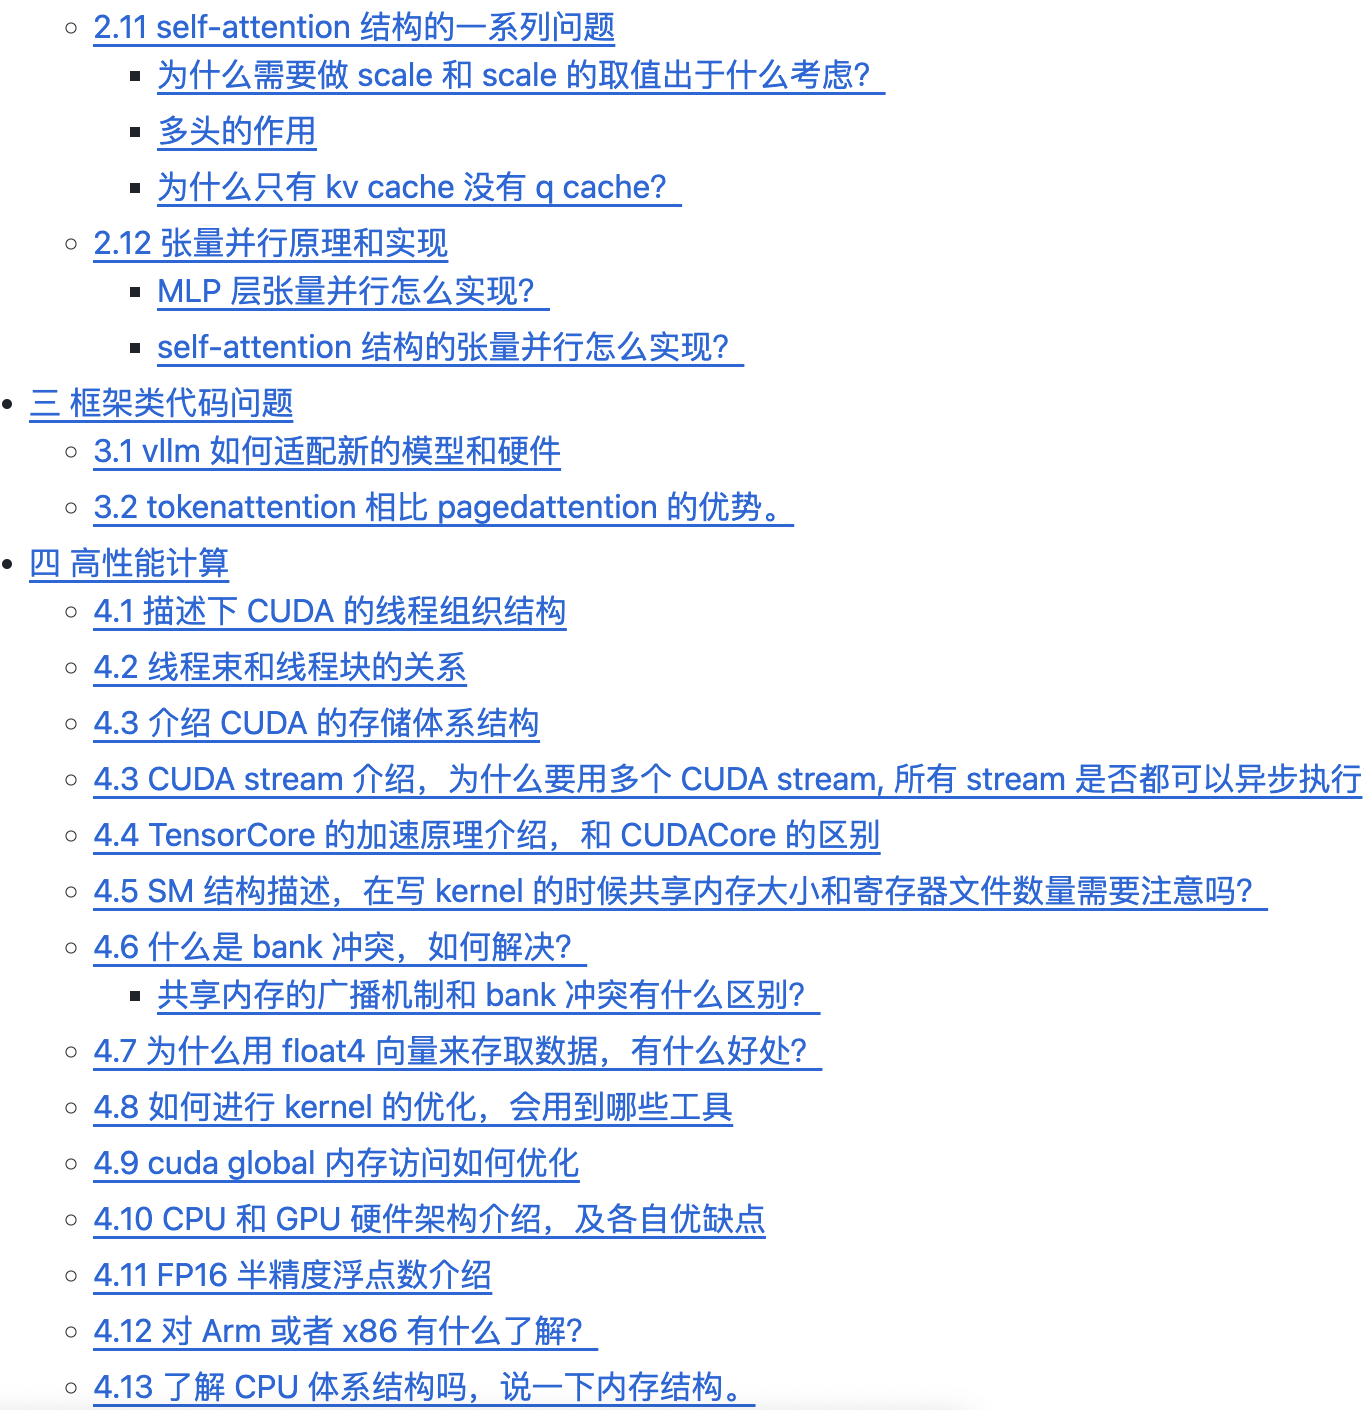 2.11 self-attention 结构的一系列问题
为什么需要做 scale 和 scale 的取值出于什么考虑？
多头的作用
为什么只有 kv cache 没有 q cache？
2.12 张量并行原理和实现
MLP 层张量并行怎么实现？
self-attention 结构的张量并行怎么实现？
三 框架类代码问题
3.1 vllm 如何适配新的模型和硬件
3.2 tokenattention 相比 pagedattention 的优势。
四 高性能计算
4.1 描述下 CUDA 的线程组织结构
4.2 线程束和线程块的关系
4.3 介绍 CUDA 的存储体系结构
4.3 CUDA stream 介绍，为什么要用多个 CUDA stream, 所有 stream 是否都可以异步执行
4.4 TensorCore 的加速原理介绍，和 CUDACore 的区别
4.5 SM 结构描述，在写 kernel 的时候共享内存大小和寄存器文件数量需要注意吗？
4.6 什么是 bank 冲突，如何解决？
共享内存的广播机制和 bank 冲突有什么区别？
4.7 为什么用 float4 向量来存取数据，有什么好处？
4.8 如何进行 kernel 的优化，会用到哪些工具
4.9 cuda global 内存访问如何优化
4.10 CPU 和 GPU 硬件架构介绍，及各自优缺点
4.11 FP16 半精度浮点数介绍
4.12 对 Arm 或者 x86 有什么了解？
4.13 了解 CPU 体系结构吗，说一下内存结构。